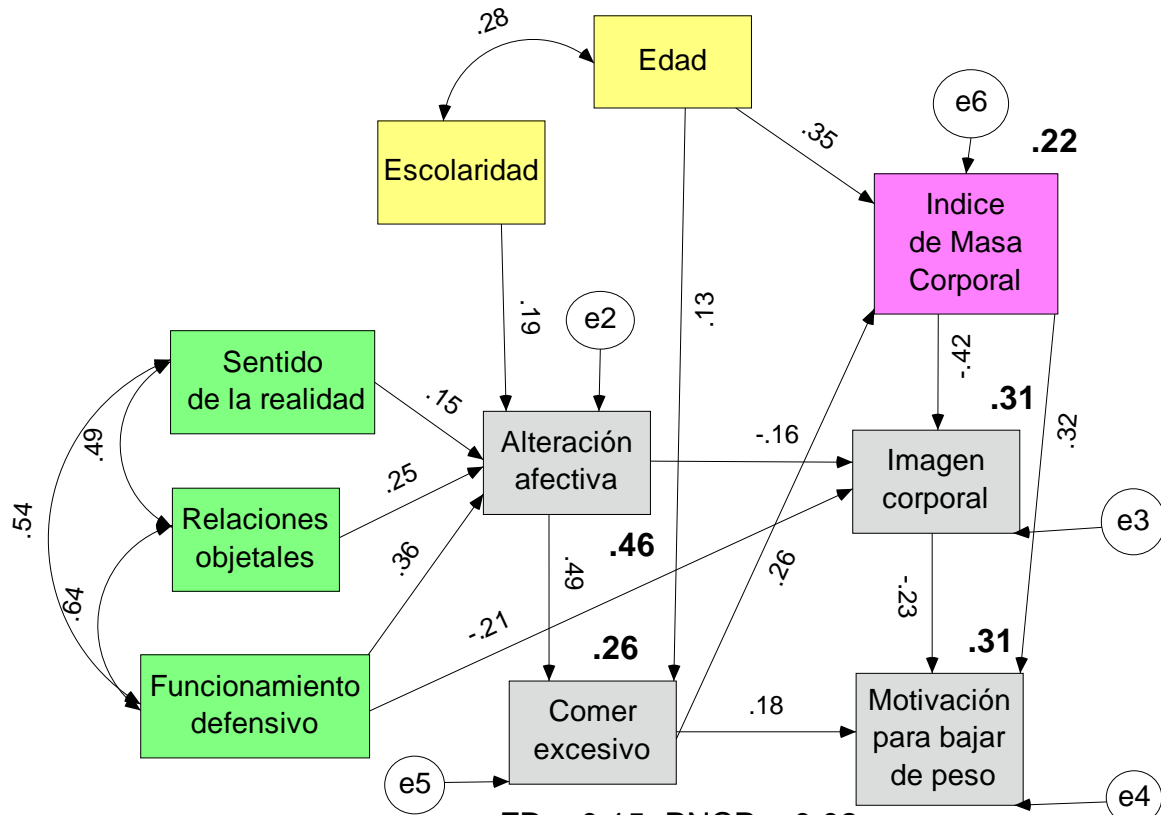 .28
Edad
e6
.35
.22
Escolaridad
Indice
de Masa
Corporal
.19
e2
.13
Sentido
de la realidad
.15
-.42
.31
.32
.49
Alteración
afectiva
-.16
Imagen
corporal
.25
.54
Relaciones
objetales
e3
.46
.36
.26
.49
.64
-.23
-.21
.26
.31
Funcionamiento
defensivo
Comer
excesivo
.18
Motivación
para bajar
de peso
e5
e4